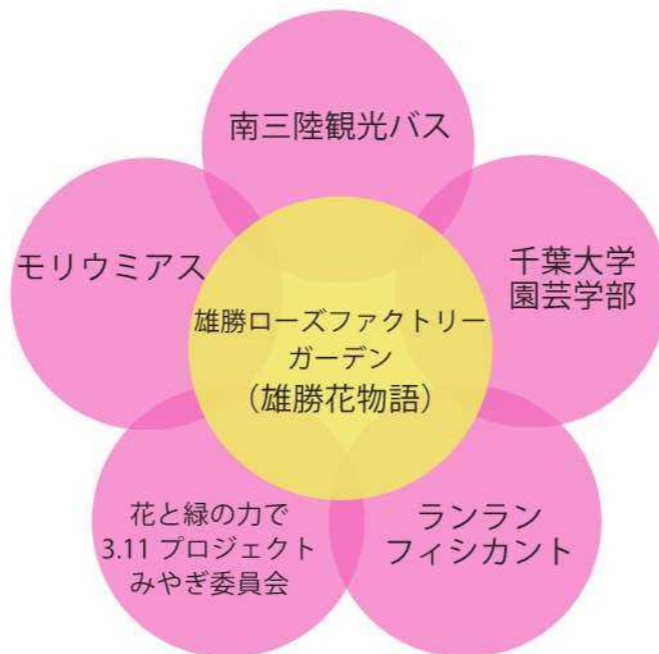 南三陸観光バス
モリウミアス
千葉大学
園芸学部
雄勝ローズファクトリー
ガーデン
（雄勝花物語）
花と緑の力で
3.11 プロジェクト
みやぎ委員会
ランラン
フィシカント